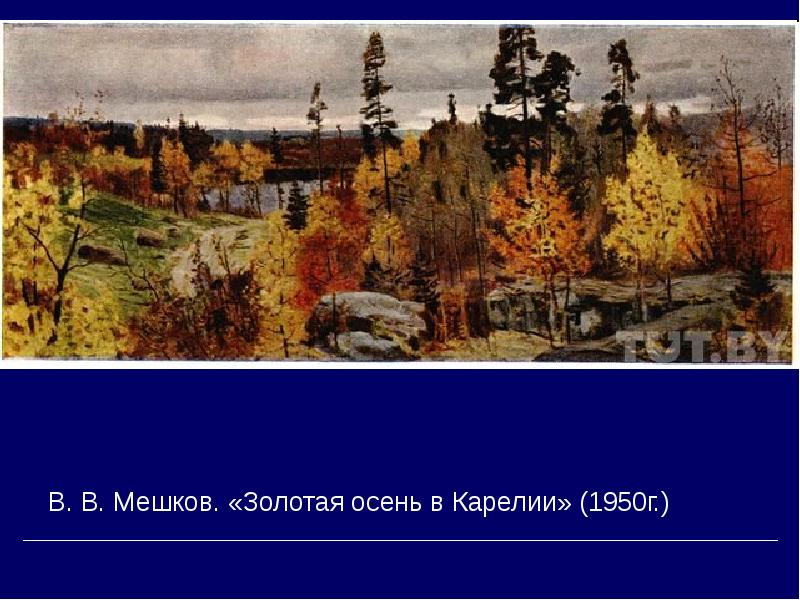 TUT.BY
В. В. Мешков. «Золотая осень в Карелии» (1950г.)